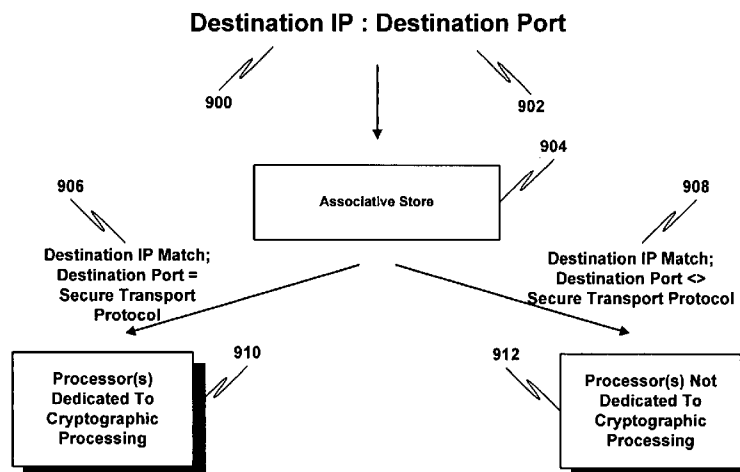 Destination IP : Destination Port
900
902
904
Associative Store
906
908
Destination IP Match;
Destination Port =
Secure Transport
Protocol
Destination IP Match;
Destination Port <>
Secure Transport Protocol
910
912
Processor(s)
Dedicated To
Cryptographic
Processing
Processor(s) Not
Dedicated To
Cryptographic
Processing